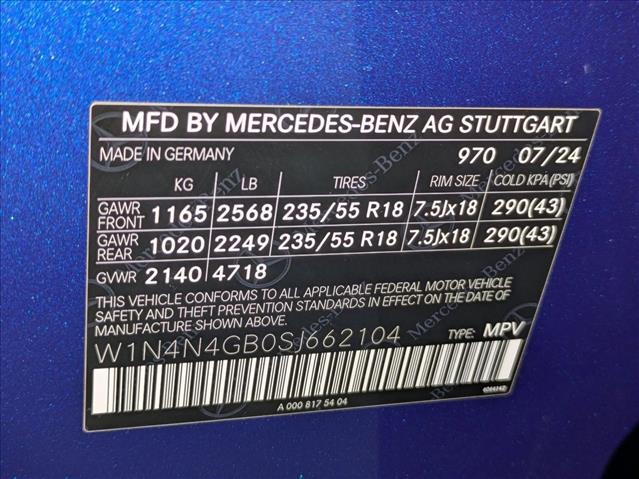 MFD BY MERCEDES-BENZ AG STUTTGART
MADE IN GERMANY 970 07/24
KG LB TIRES RIM SIZE COLD KPA(PSI)
GAWR FRONT 1165 2568 235/55 R18 7.5Jx18 290(43)
GAWR REAR 1020 2249 235/55 R18 7.5Jx18 290(43)
GVWR 2140 4718
THIS VEHICLE CONFORMS TO ALL APPLICABLE FEDERAL MOTOR VEHICLE
SAFETY AND THEFT PREVENTION STANDARDS IN EFFECT ON THE DATE OF
MANUFACTURE SHOWN ABOVE.
W1N4N4GB0SJ662104 TYPE: MPV
A 000 817 54 04